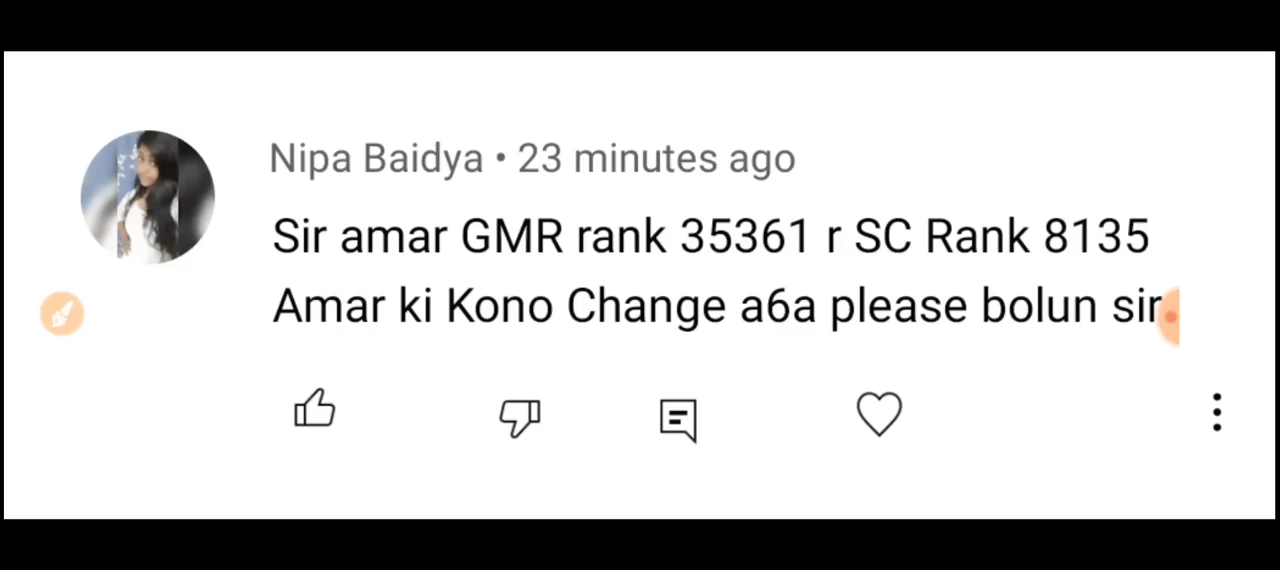 Nipa Baidya • 23 minutes ago
Sir amar GMR rank 35361 r SC Rank 8135
Amar ki Kono Change a6a please bolun sir